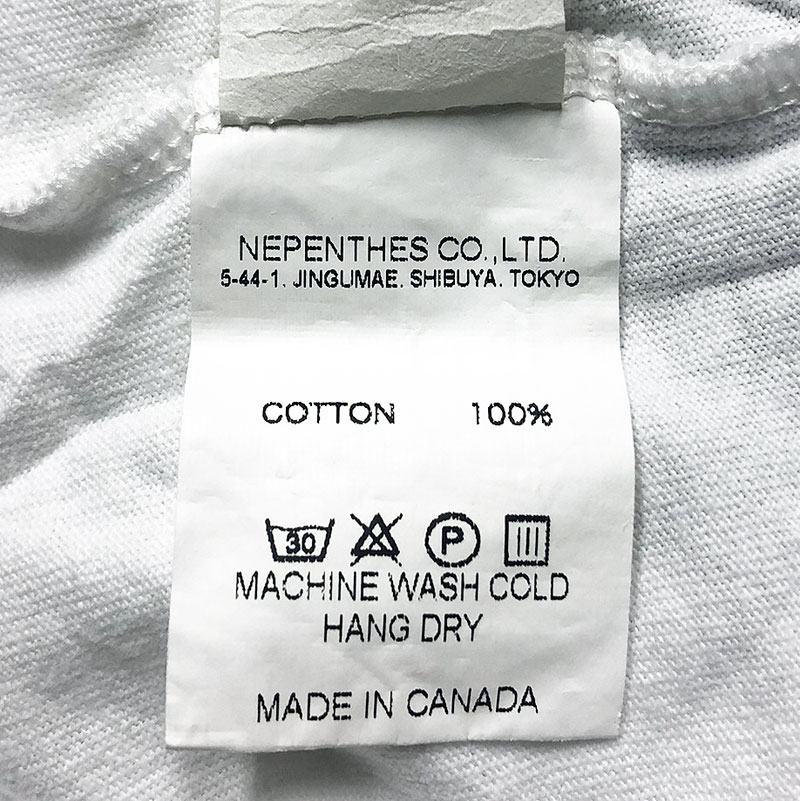 NEPENTHES CO.,LTD.
5-44-1. JINGUMAE. SHIBUYA. TOKYO
COTTON 100%
30 P
MACHINE WASH COLD
HANG DRY
MADE IN CANADA